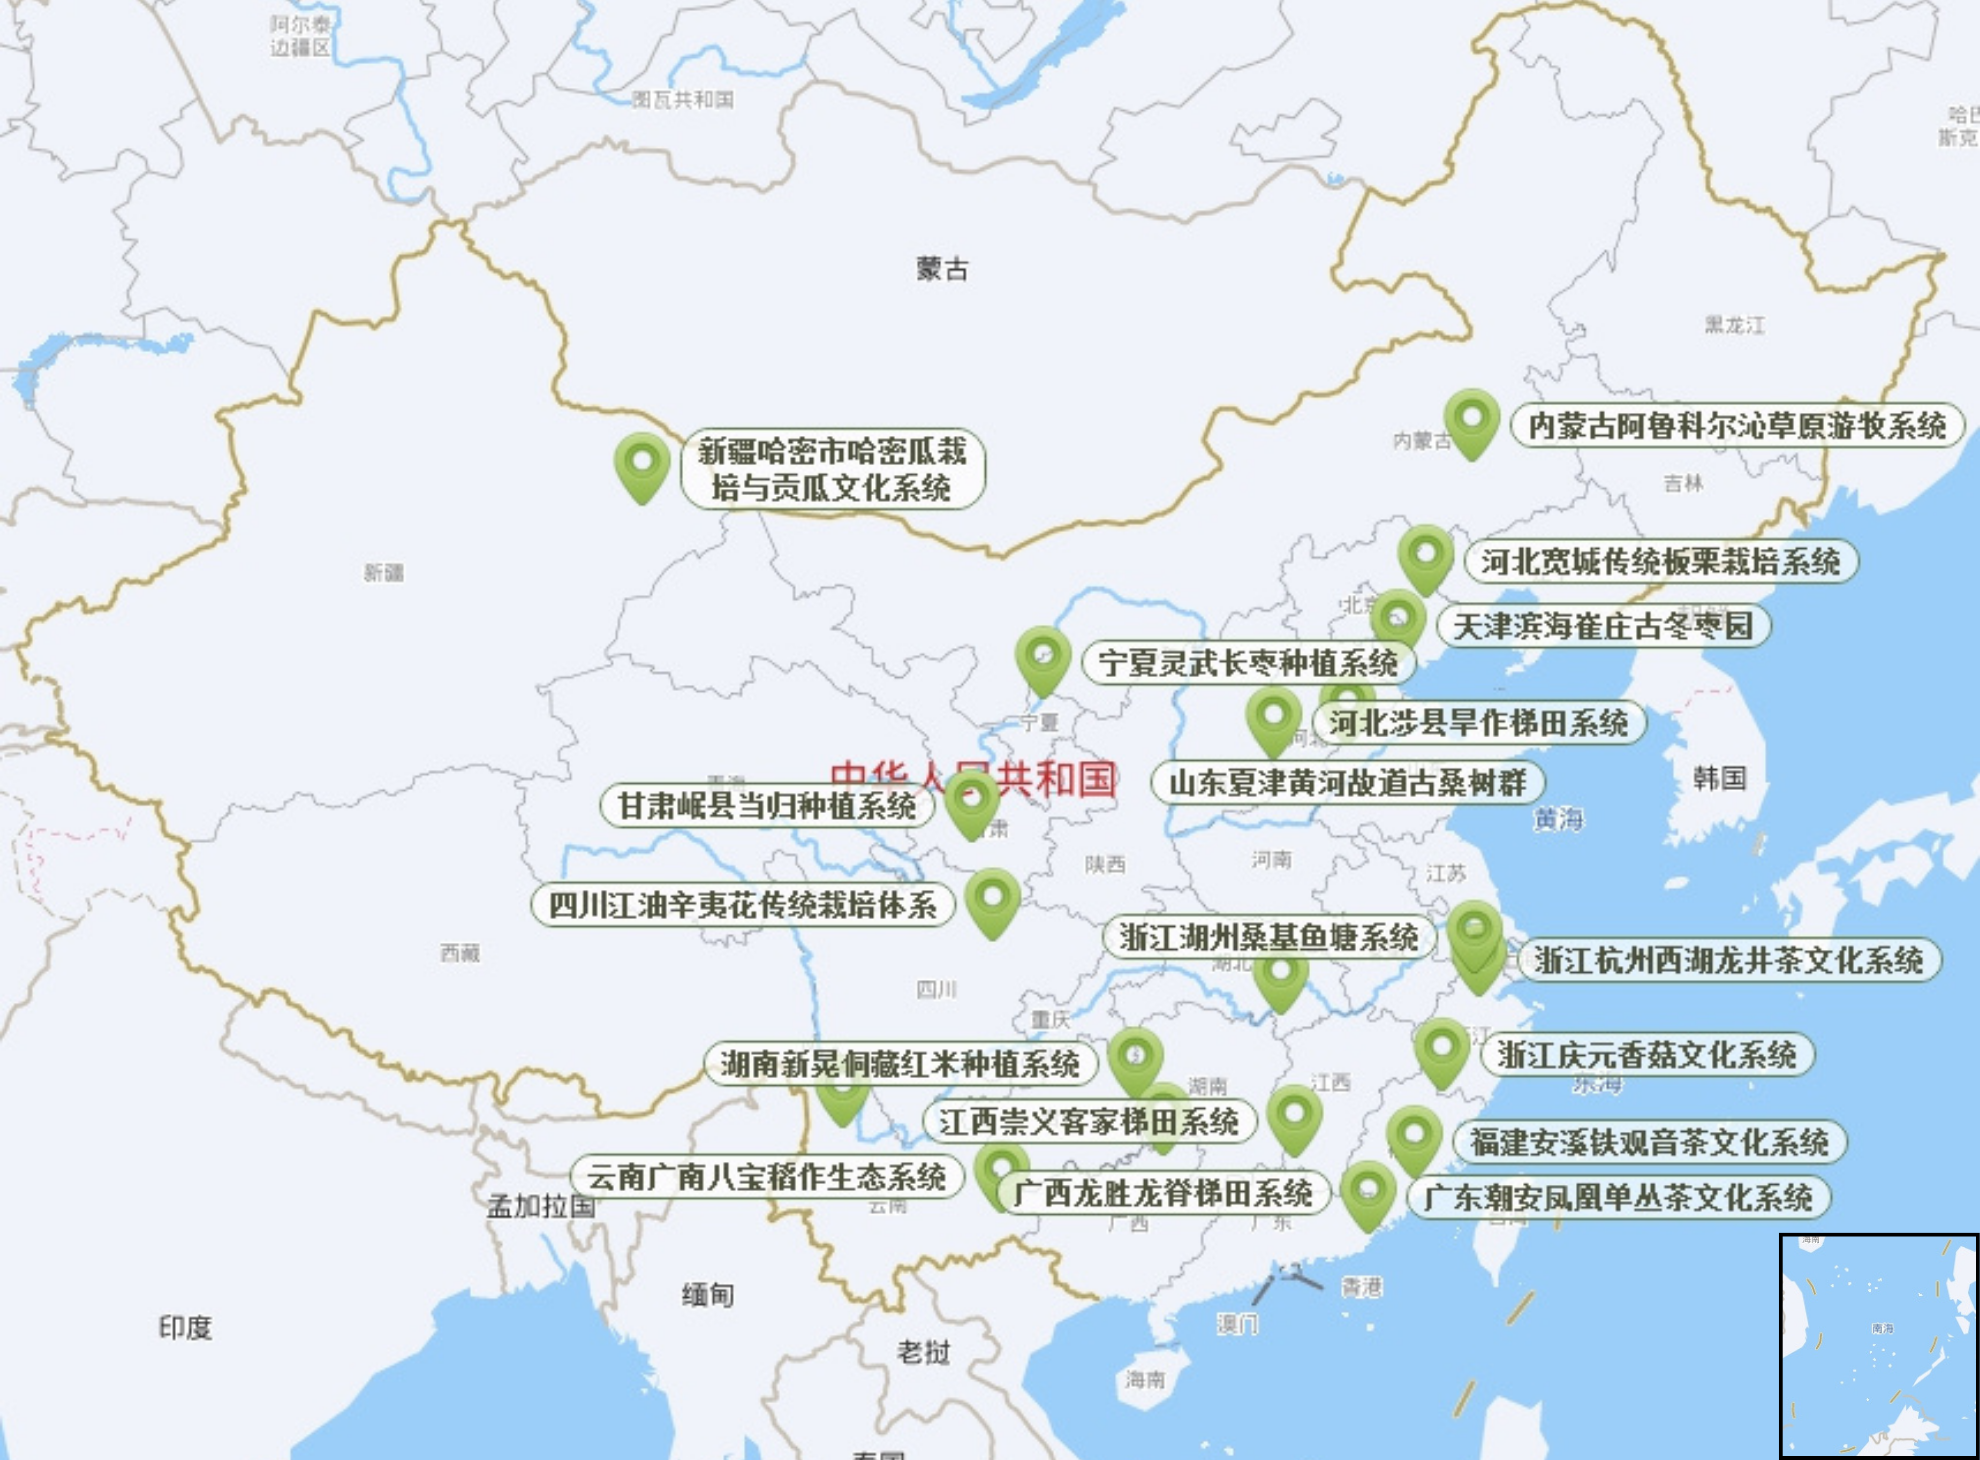 阿尔泰
边疆区
图瓦共和国
蒙古
黑龙江
内蒙古
内蒙古阿鲁科尔沁草原游牧系统
新疆哈密市哈密瓜栽
培与贡瓜文化系统
吉林
新疆
河北宽城传统板栗栽培系统
天津滨海崔庄古冬枣园
宁夏灵武长枣种植系统
宁夏
河北涉县旱作梯田系统
山东夏津黄河故道古桑树群
韩国
中华人民共和国
甘肃岷县当归种植系统
黄海
陕西
河南
江苏
四川江油辛夷花传统栽培体系
西藏
浙江湖州桑基鱼塘系统
浙江杭州西湖龙井茶文化系统
四川
重庆
湖南新晃侗藏红米种植系统
浙江庆元香菇文化系统
东海
湖南
江西
江西崇义客家梯田系统
福建安溪铁观音茶文化系统
云南广南八宝稻作生态系统
广西龙胜龙脊梯田系统
广东潮安凤凰单丛茶文化系统
孟加拉国
云南
广西
缅甸
香港
澳门
印度
老挝
海南
海南
南海